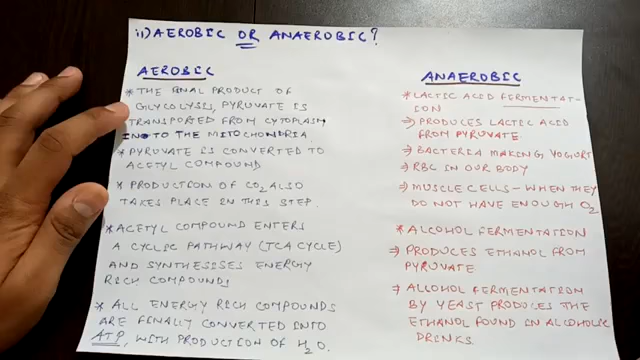 ii) AEROBIC OR ANAEROBIC?
AEROBIC
* THE FINAL PRODUCT OF
GLYCOLYSIS, PYRUVATE IS
TRANSPORTED FROM CYTOPLASM
INTO THE MITOCHONDRIA.
* PYRUVATE IS CONVERTED TO
ACETYL COMPOUND
* PRODUCTION OF CO2 ALSO
TAKES PLACE IN THIS STEP.
* ACETYL COMPOUND ENTERS
A CYCLIC PATHWAY (TCA CYCLE)
AND SYNTHESISES ENERGY
RICH COMPOUNDS
* ALL ENERGY RICH COMPOUNDS
ARE FINALLY CONVERTED INTO
ATP, WITH PRODUCTION OF H2O.
ANAEROBIC
* LACTIC ACID FERMENTAT-
ION
⇒ PRODUCES LACTIC ACID
FROM PYRUVATE.
⇒ BACTERIA MAKING YOGURT
⇒ RBC IN OUR BODY
⇒ MUSCLE CELLS - WHEN THEY
DO NOT HAVE ENOUGH O2
* ALCOHOL FERMENTATION
⇒ PRODUCES ETHANOL FROM
PYRUVATE
⇒ ALCOHOL FERMENTATION
BY YEAST PRODUCES THE
ETHANOL FOUND IN ALCOHOLIC
DRINKS.